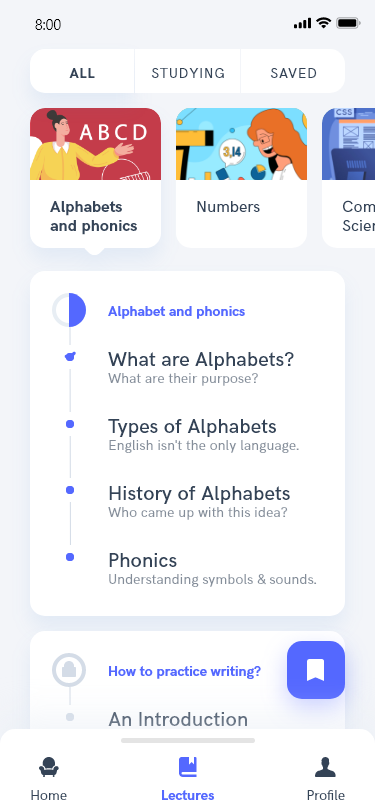 8:00
ALL
STUDYING
SAVED
ABCD
3,14
CSS
Alphabets
and phonics
Numbers
Com
Scien
Alphabet and phonics
What are Alphabets?
What are their purpose?
Types of Alphabets
English isn't the only language.
History of Alphabets
Who came up with this idea?
Phonics
Understanding symbols & sounds.
How to practice writing?
An Introduction
Home
Lectures
Profile